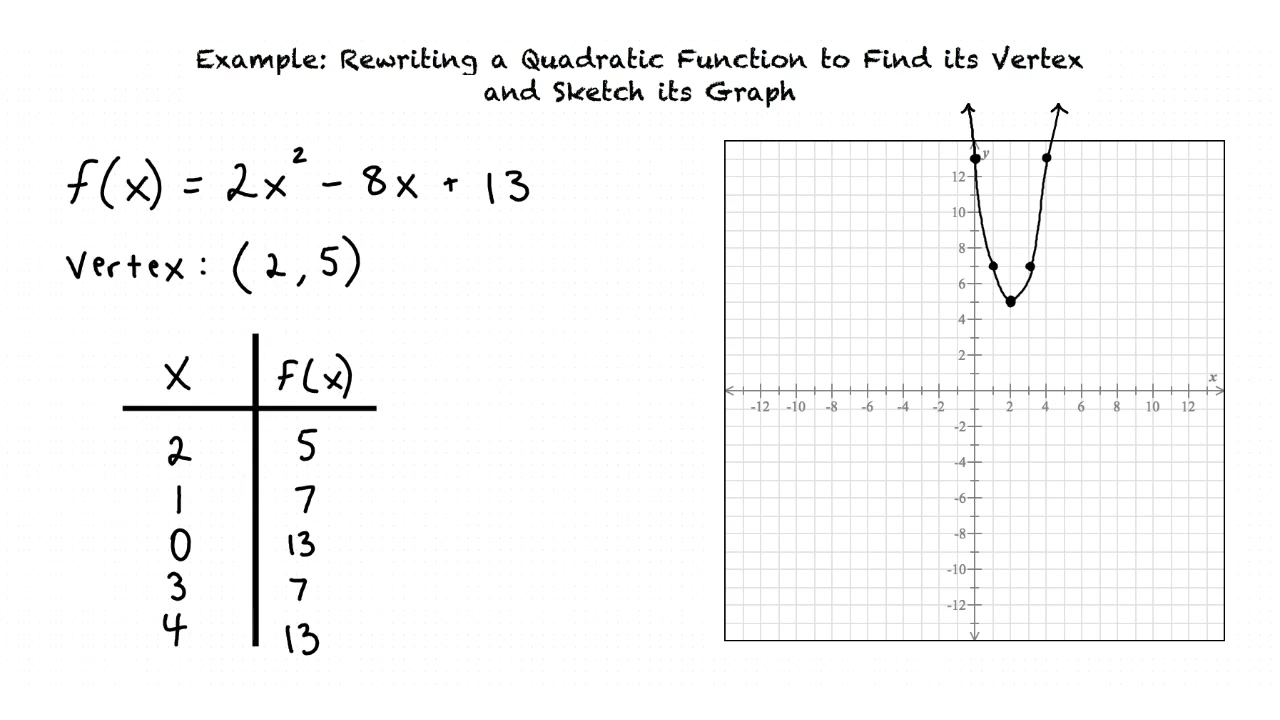 Example: Rewriting a Quadratic Function to Find its Vertex
and Sketch its Graph
f(x) = 2x² - 8x + 13
Vertex: (2,5)
x f(x)
2 5
1 7
0 13
3 7
4 13
y
12
10
8
6
4
2
x
-12 -10 -8 -6 -4 -2 2 4 6 8 10 12
-2
-4
-6
-8
-10
-12